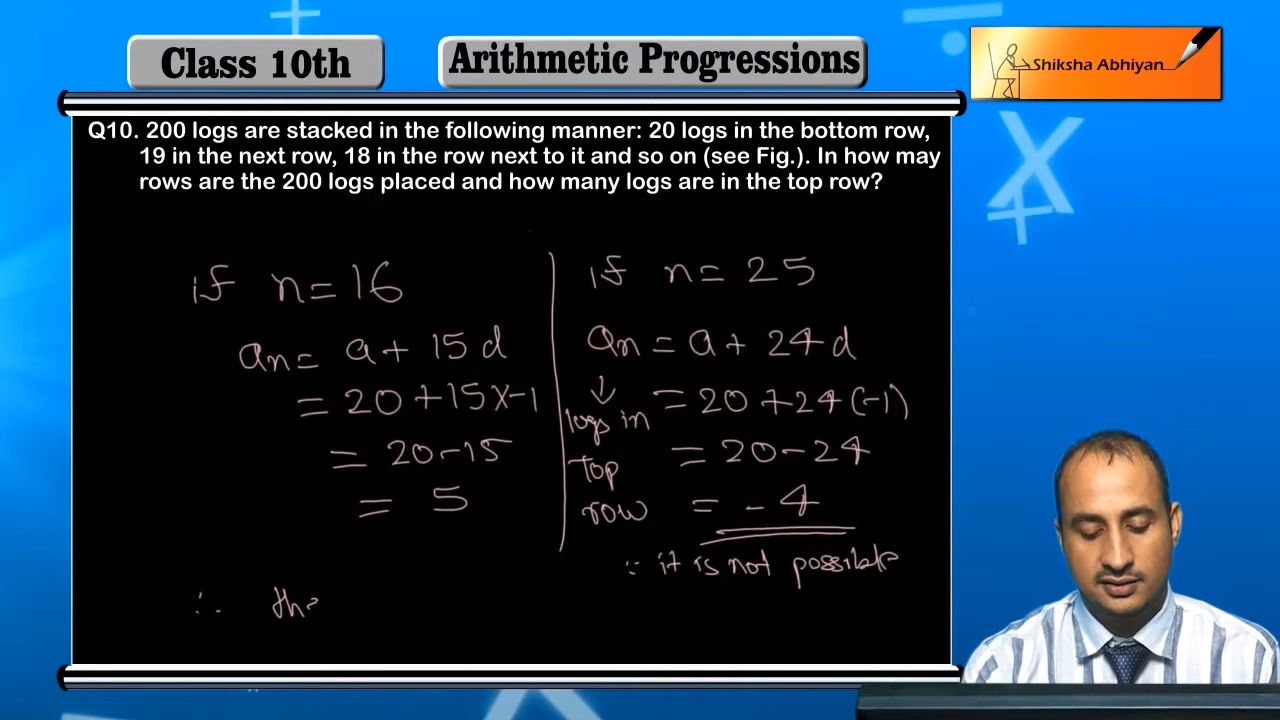 Class 10th
Arithmetic Progressions
Shiksha Abhiyan
Q10. 200 logs are stacked in the following manner: 20 logs in the bottom row,
19 in the next row, 18 in the row next to it and so on (see Fig.). In how may
rows are the 200 logs placed and how many logs are in the top row?
if n=16
an= a+ 15d
= 20+15x-1
= 20-15
= 5
if n= 25
an = a+ 24d
↓ = 20+24(-1)
logs in
= 20-24
Top
row = -4
∵ it is not possible
∴ the